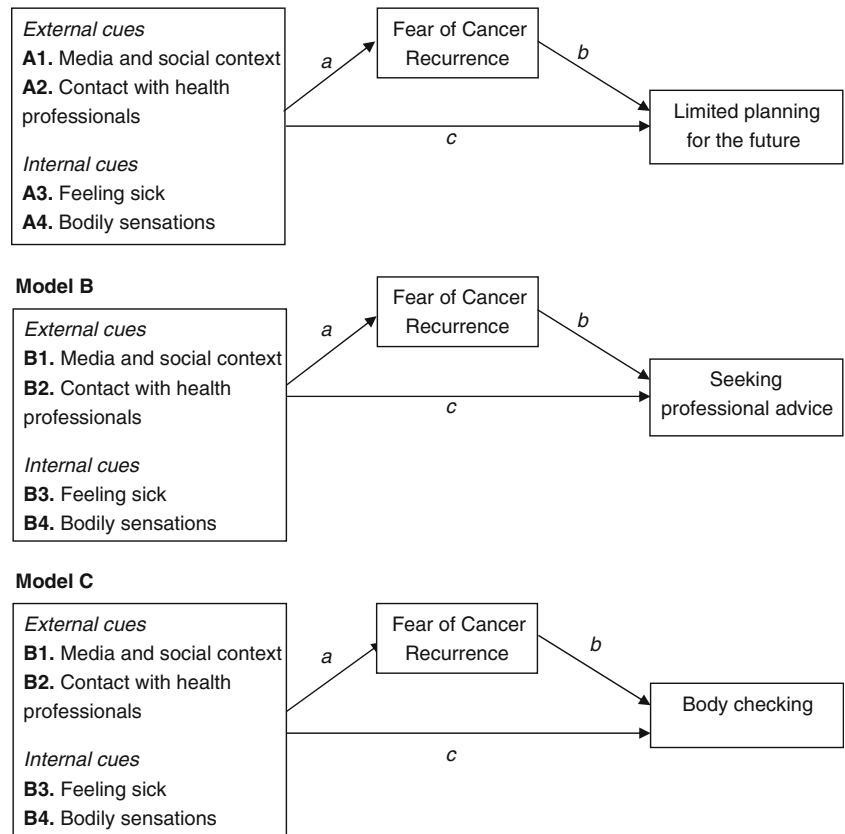 External cues
A1. Media and social context
A2. Contact with health
professionals
Internal cues
A3. Feeling sick
A4. Bodily sensations
a
Fear of Cancer
Recurrence
b
c
Limited planning
for the future
Model B
External cues
B1. Media and social context
B2. Contact with health
professionals
Internal cues
B3. Feeling sick
B4. Bodily sensations
a
Fear of Cancer
Recurrence
b
c
Seeking
professional advice
Model C
External cues
B1. Media and social context
B2. Contact with health
professionals
Internal cues
B3. Feeling sick
B4. Bodily sensations
a
Fear of Cancer
Recurrence
b
c
Body checking